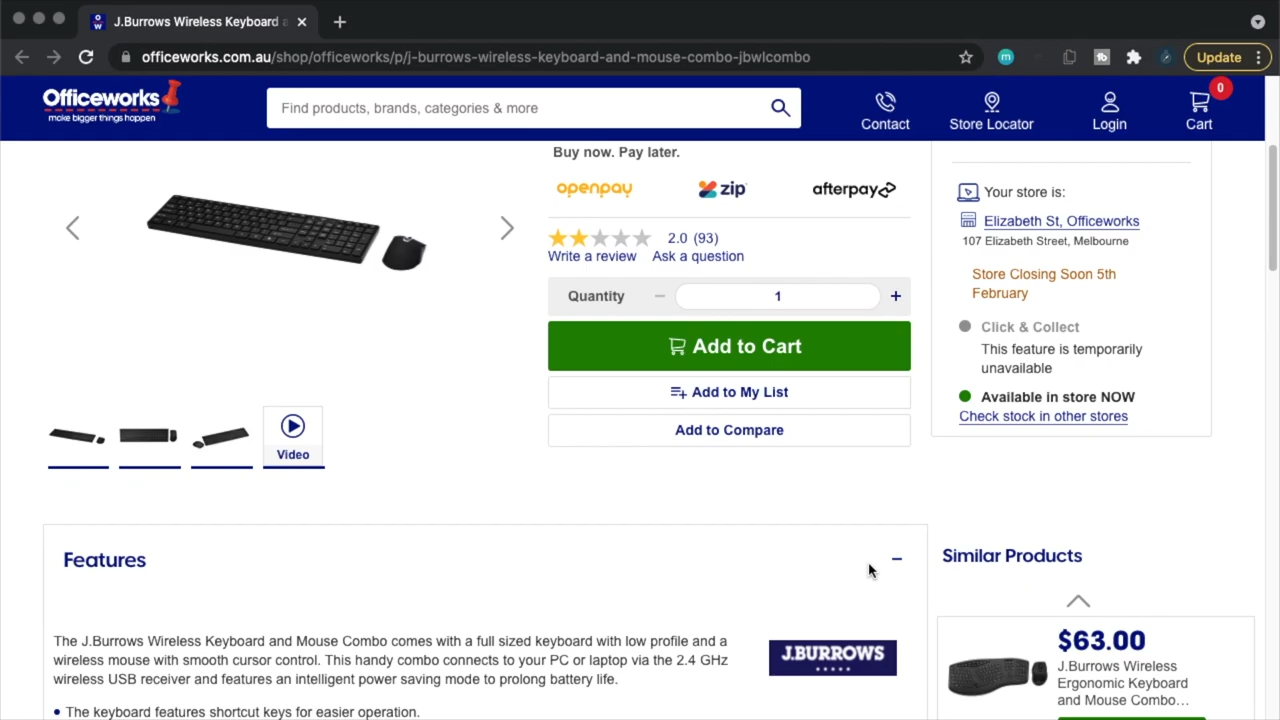 J.Burrows Wireless Keyboard a
officeworks.com.au/shop/officeworks/p/j-burrows-wireless-keyboard-and-mouse-combo-jbwlcombo
Update
Officeworks
make bigger things happen
Find products, brands, categories & more
Contact
Store Locator
Login
0
Cart
Buy now. Pay later.
openpay
zip
afterpay
2.0 (93)
Write a review
Ask a question
Quantity
1
Add to Cart
Add to My List
Add to Compare
Video
Your store is:
Elizabeth St, Officeworks
107 Elizabeth Street, Melbourne
Store Closing Soon 5th
February
Click & Collect
This feature is temporarily
unavailable
Available in store NOW
Check stock in other stores
Features
The J.Burrows Wireless Keyboard and Mouse Combo comes with a full sized keyboard with low profile and a
wireless mouse with smooth cursor control. This handy combo connects to your PC or laptop via the 2.4 GHz
wireless USB receiver and features an intelligent power saving mode to prolong battery life.
• The keyboard features shortcut keys for easier operation.
J.BURROWS
Similar Products
$63.00
J.Burrows Wireless
Ergonomic Keyboard
and Mouse Combo...